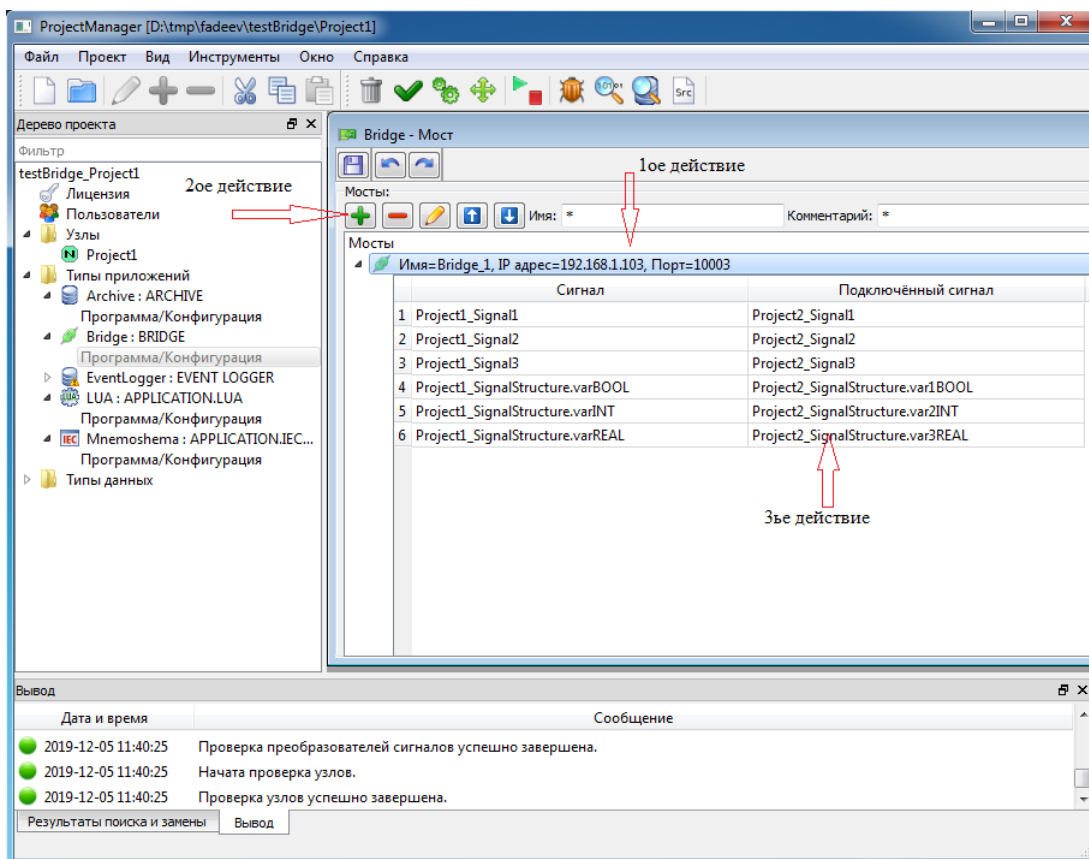 ProjectManager [D:\tmp\fadeev\testBridge\Project1]
Файл Проект Вид Инструменты Окно Справка
Src
Дерево проекта
Фильтр
testBridge_Project1
Лицензия
Пользователи
Узлы
N Project1
Типы приложений
Archive : ARCHIVE
Программа/Конфигурация
Bridge : BRIDGE
Программа/Конфигурация
EventLogger : EVENT LOGGER
LUA : APPLICATION.LUA
Программа/Конфигурация
IEC Mnemoshema : APPLICATION.IEC...
Программа/Конфигурация
Типы данных
2ое действие
Bridge - Мост
1ое действие
Мосты:
Имя: * Комментарий: *
Мосты
Имя=Bridge_1, IP адрес=192.168.1.103, Порт=10003
Сигнал Подключённый сигнал
1 Project1_Signal1 Project2_Signal1
2 Project1_Signal2 Project2_Signal2
3 Project1_Signal3 Project2_Signal3
4 Project1_SignalStructure.varBOOL Project2_SignalStructure.var1BOOL
5 Project1_SignalStructure.varINT Project2_SignalStructure.var2INT
6 Project1_SignalStructure.varREAL Project2_SignalStructure.var3REAL
3ье действие
Вывод
Дата и время Сообщение
2019-12-05 11:40:25 Проверка преобразователей сигналов успешно завершена.
2019-12-05 11:40:25 Начата проверка узлов.
2019-12-05 11:40:25 Проверка узлов успешно завершена.
Результаты поиска и замены Вывод